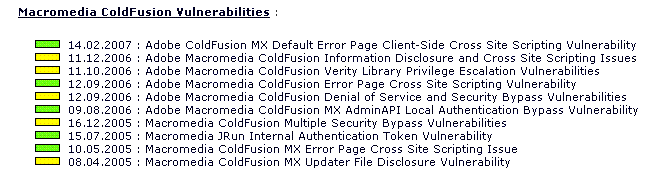 Macromedia ColdFusion Vulnerabilities :
14.02.2007 : Adobe ColdFusion MX Default Error Page Client-Side Cross Site Scripting Vulnerability
11.12.2006 : Adobe Macromedia ColdFusion Information Disclosure and Cross Site Scripting Issues
11.10.2006 : Adobe Macromedia ColdFusion Verity Library Privilege Escalation Vulnerabilities
12.09.2006 : Adobe Macromedia ColdFusion Error Page Cross Site Scripting Vulnerability
12.09.2006 : Adobe Macromedia ColdFusion Denial of Service and Security Bypass Vulnerabilities
09.08.2006 : Adobe Macromedia ColdFusion MX AdminAPI Local Authentication Bypass Vulnerability
16.12.2005 : Macromedia ColdFusion Multiple Security Bypass Vulnerabilities
15.07.2005 : Macromedia JRun Internal Authentication Token Vulnerability
10.05.2005 : Macromedia ColdFusion MX Error Page Cross Site Scripting Issue
08.04.2005 : Macromedia ColdFusion MX Updater File Disclosure Vulnerability